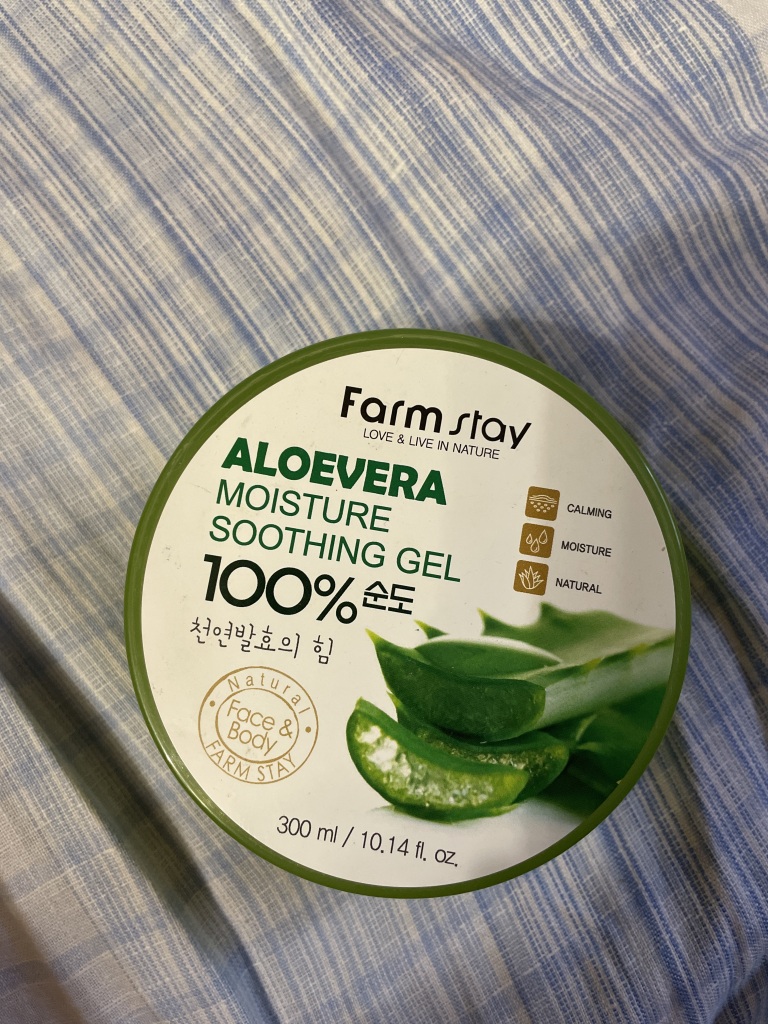 Farm stay
LOVE & LIVE IN NATURE
ALOEVERA
MOISTURE
SOOTHING GEL
100% 순도
천연발효의 힘
CALMING
MOISTURE
NATURAL
Natural
Face &
Body
FARM STAY
300 ml / 10.14 fl. oz.